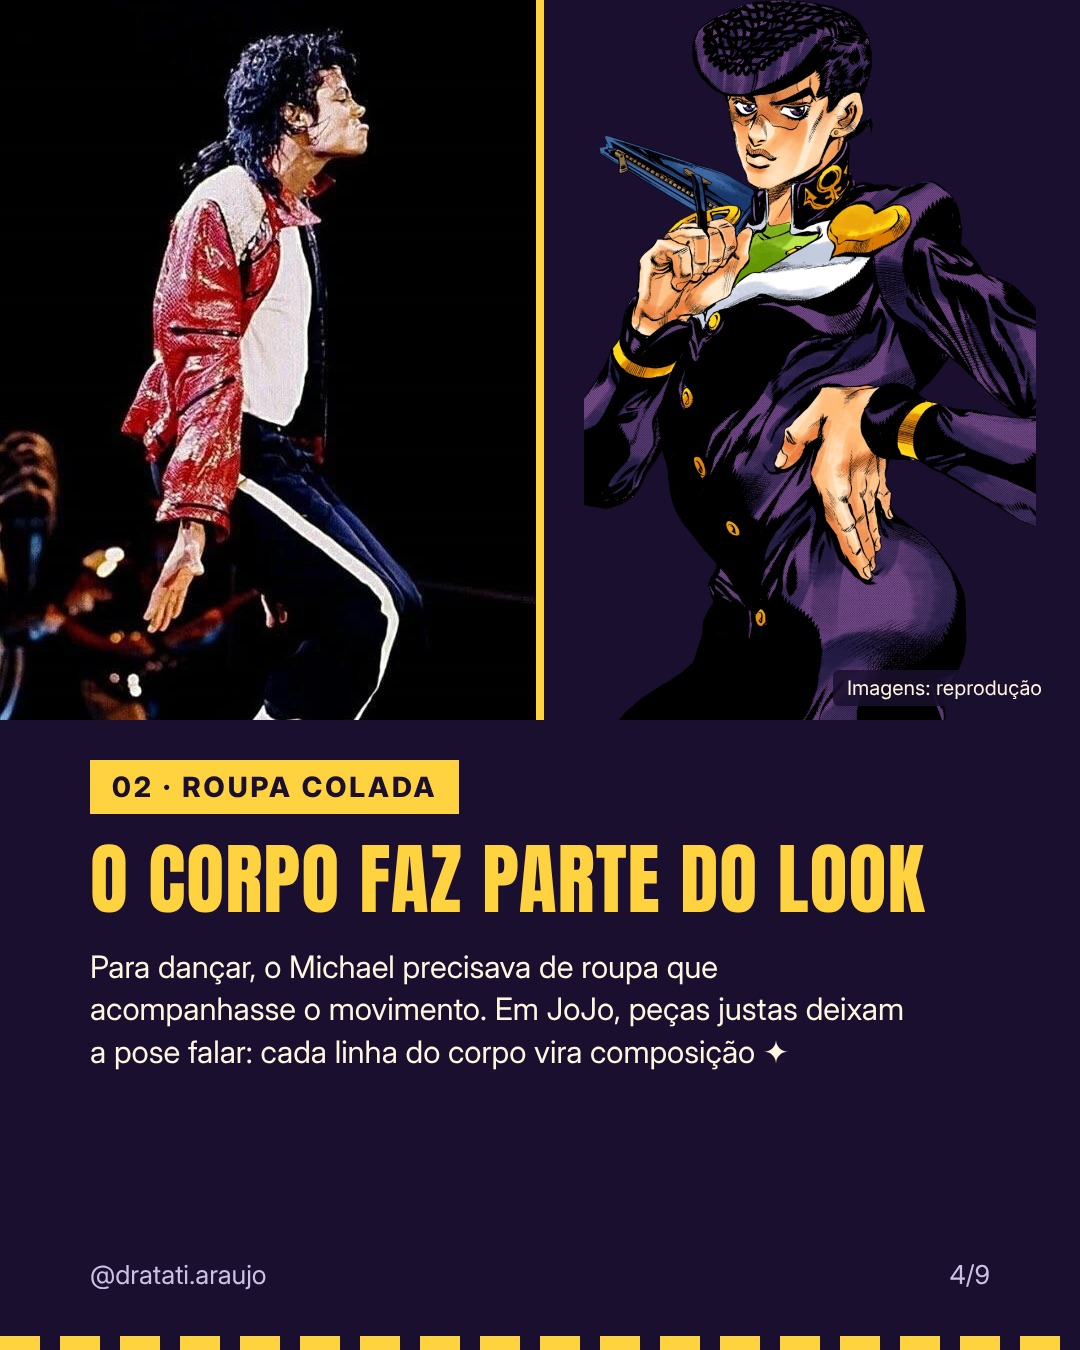 Imagens: reprodução
02 · ROUPA COLADA
O CORPO FAZ PARTE DO LOOK
Para dançar, o Michael precisava de roupa que
acompanhasse o movimento. Em JoJo, peças justas deixam
a pose falar: cada linha do corpo vira composição ✦
@dratati.araujo
4/9